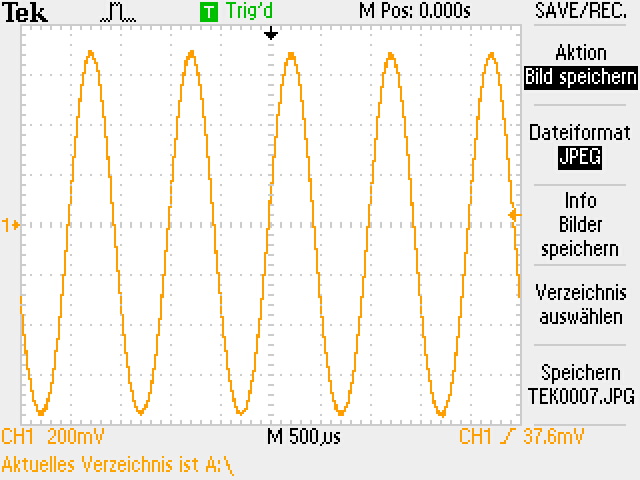 Tek
T Trig'd
M Pos: 0.000s
SAVE/REC.
Aktion
Bild speichern
Dateiformat
JPEG
Info
Bilder
speichern
Verzeichnis
auswählen
Speichern
TEK0007.JPG
1
CH1 200mV
M 500µs
CH1 37.6mV
Aktuelles Verzeichnis ist A:\